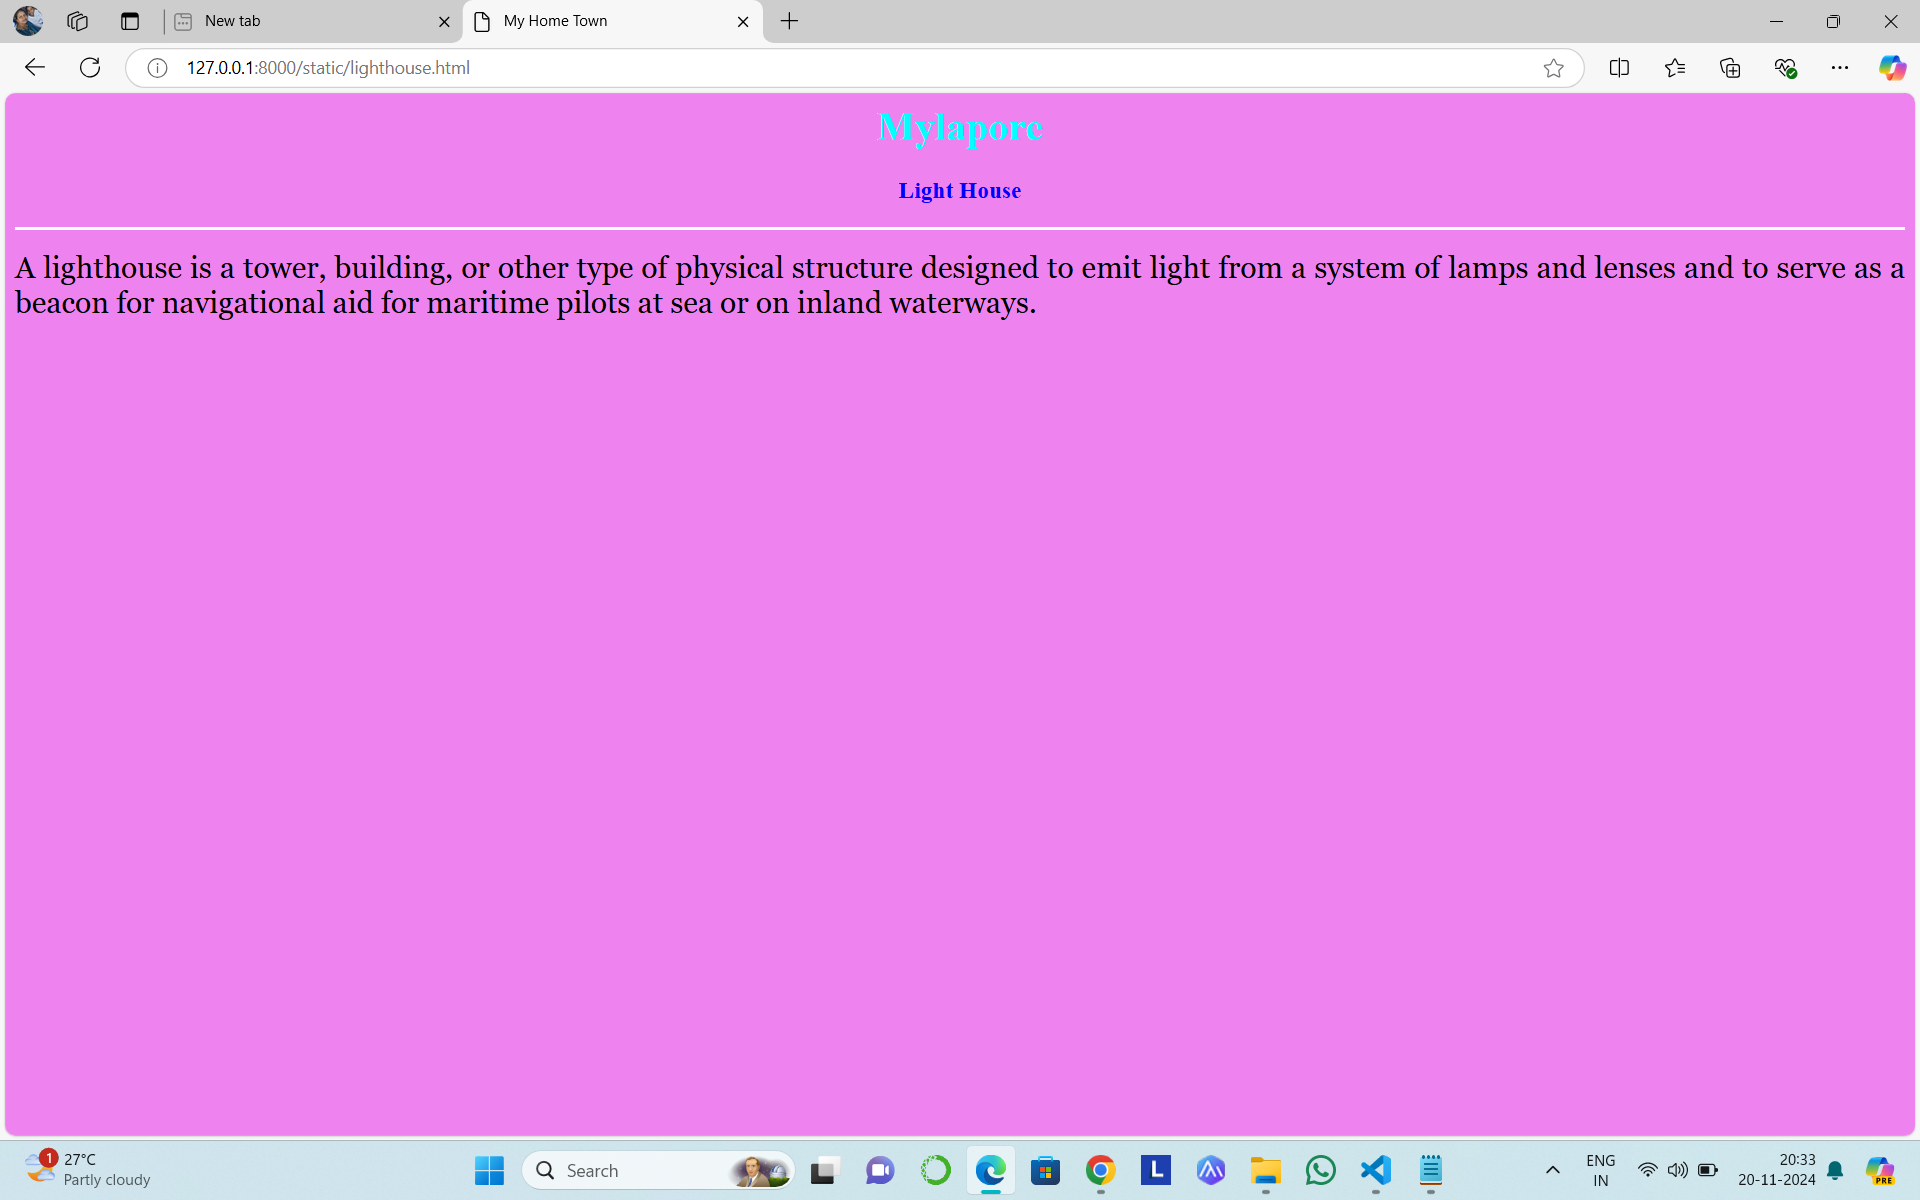 New tab
My Home Town
127.0.0.1:8000/static/lighthouse.html
Mylapore
Light House
A lighthouse is a tower, building, or other type of physical structure designed to emit light from a system of lamps and lenses and to serve as a
beacon for navigational aid for maritime pilots at sea or on inland waterways.
1
27°C
Partly cloudy
Search
L
ENG
IN
20:33
20-11-2024
PRE